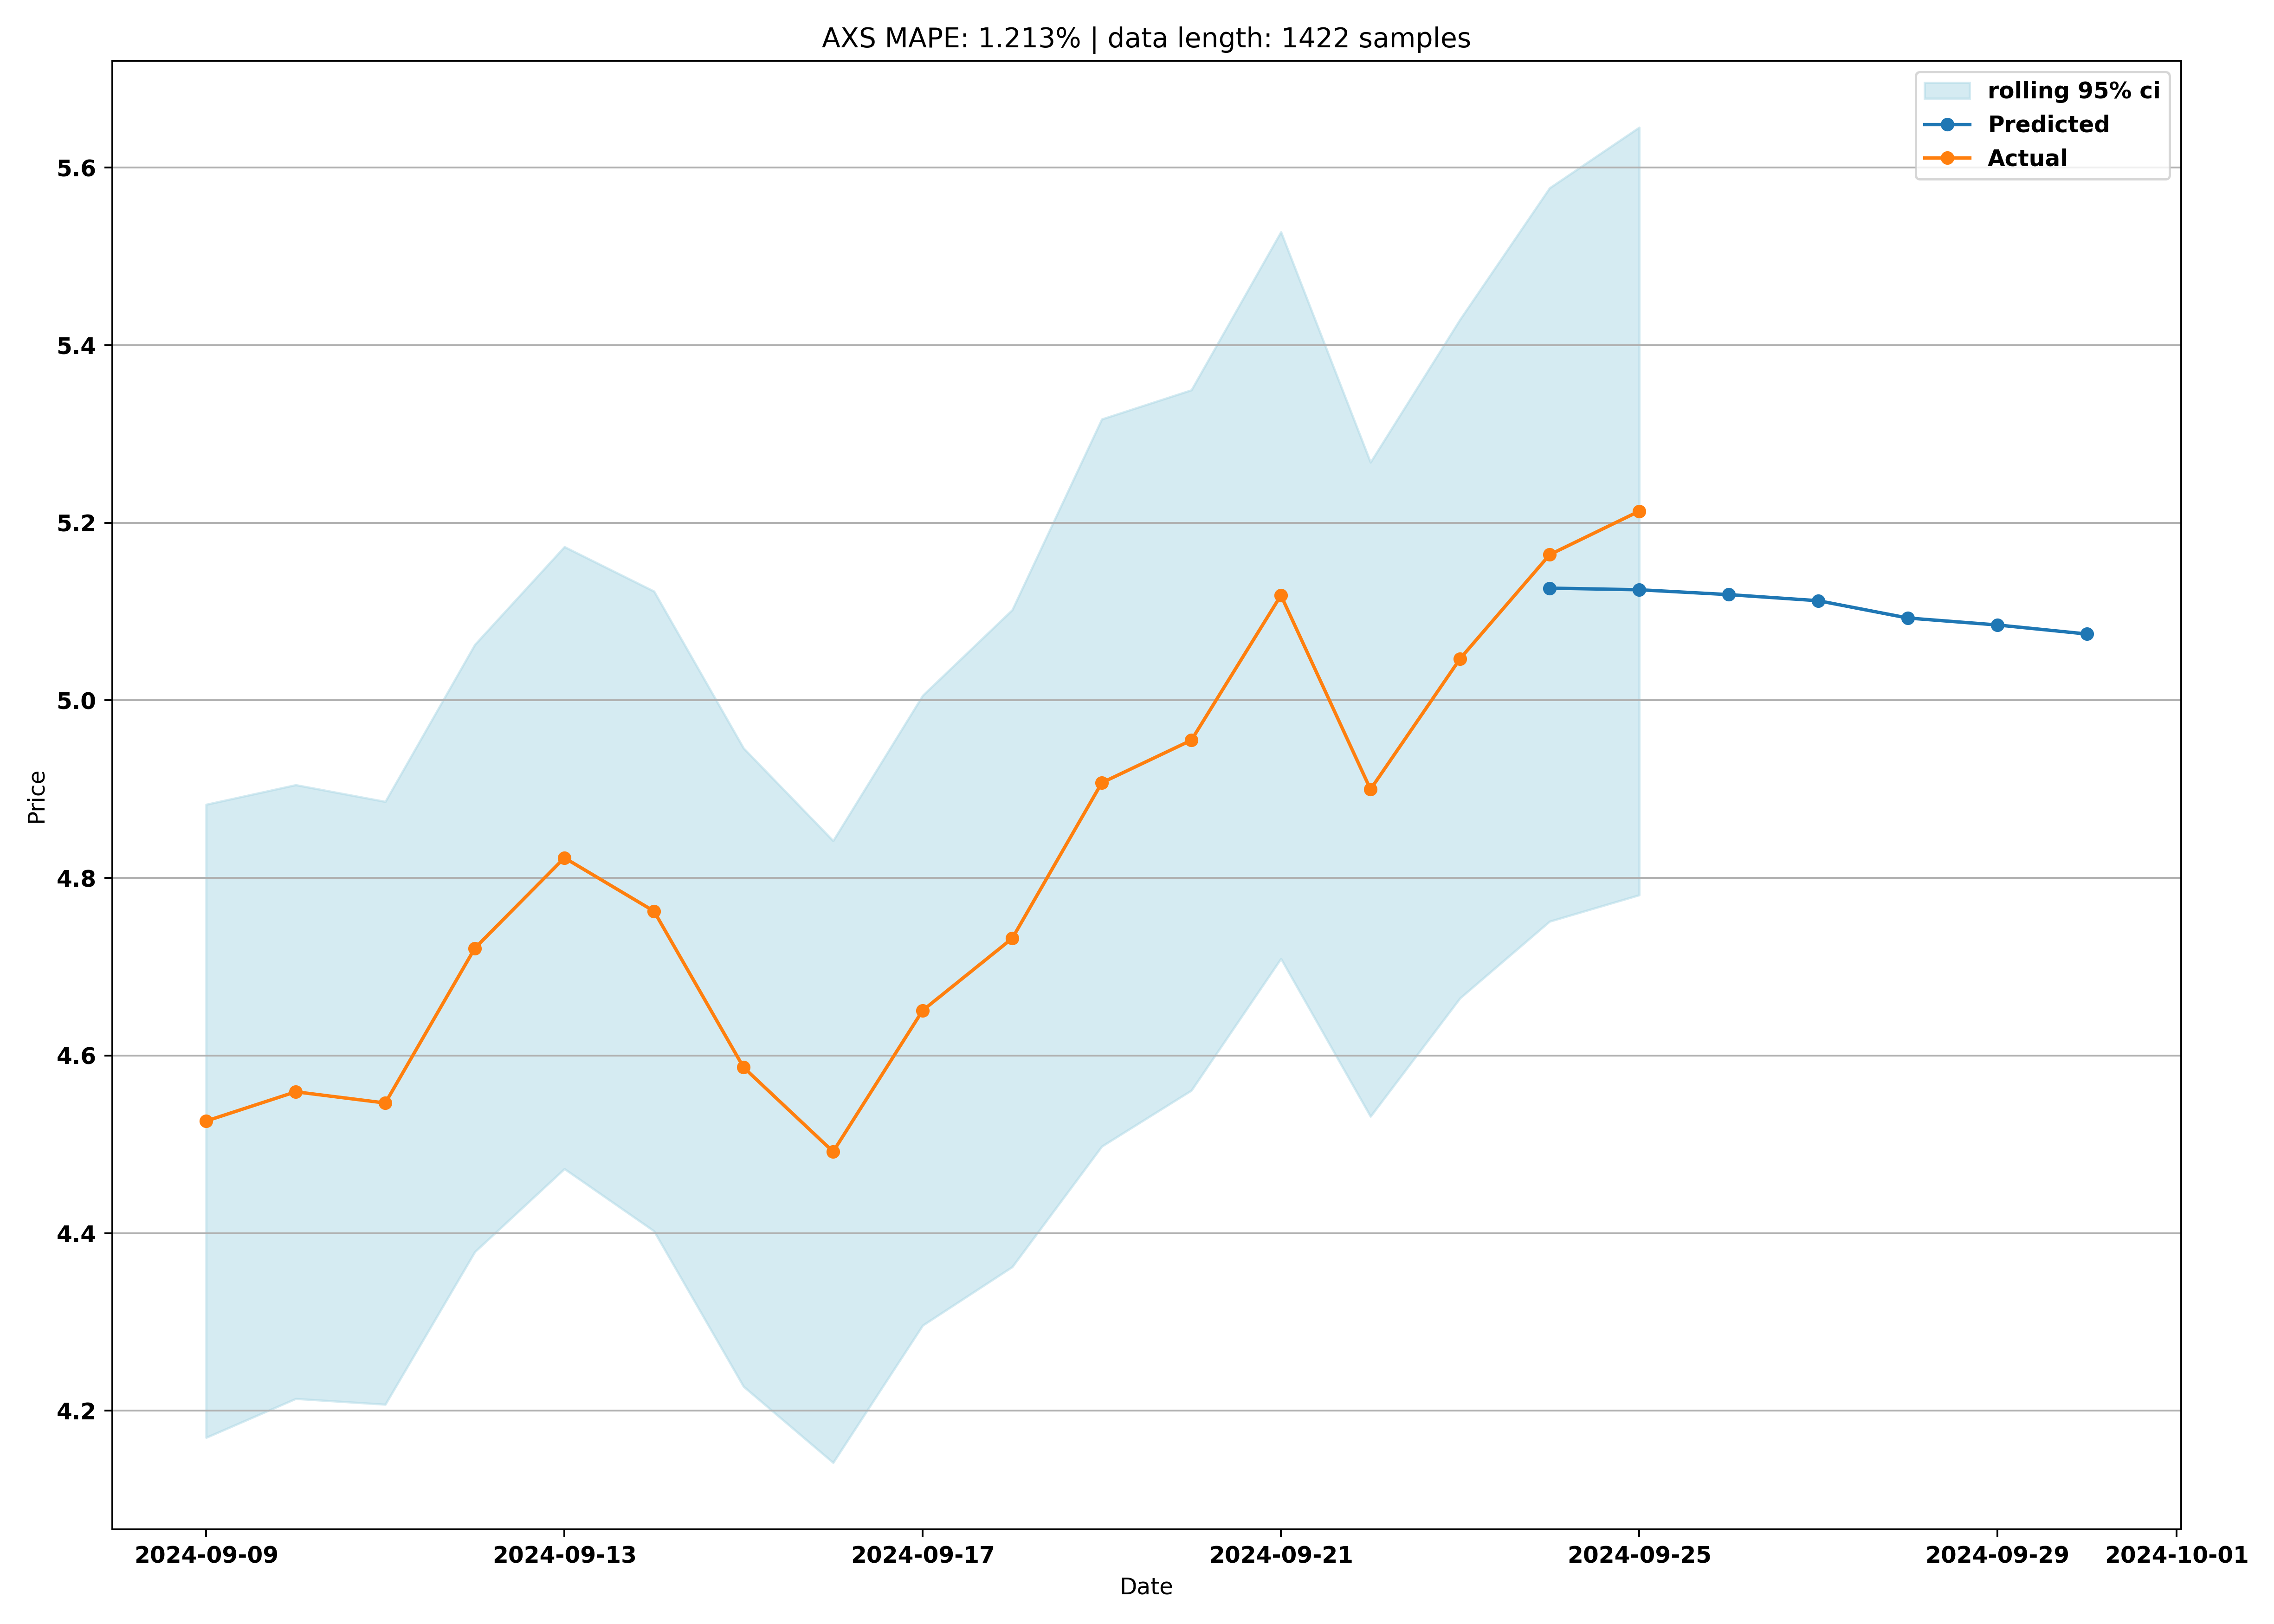 AXS MAPE: 1.213% | data length: 1422 samples
rolling 95% ci
Predicted
Actual
5.6
5.4
5.2
5.0
4.8
4.6
4.4
4.2
Price
2024-09-09 2024-09-13 2024-09-17 2024-09-21 2024-09-25 2024-09-29 2024-10-01
Date